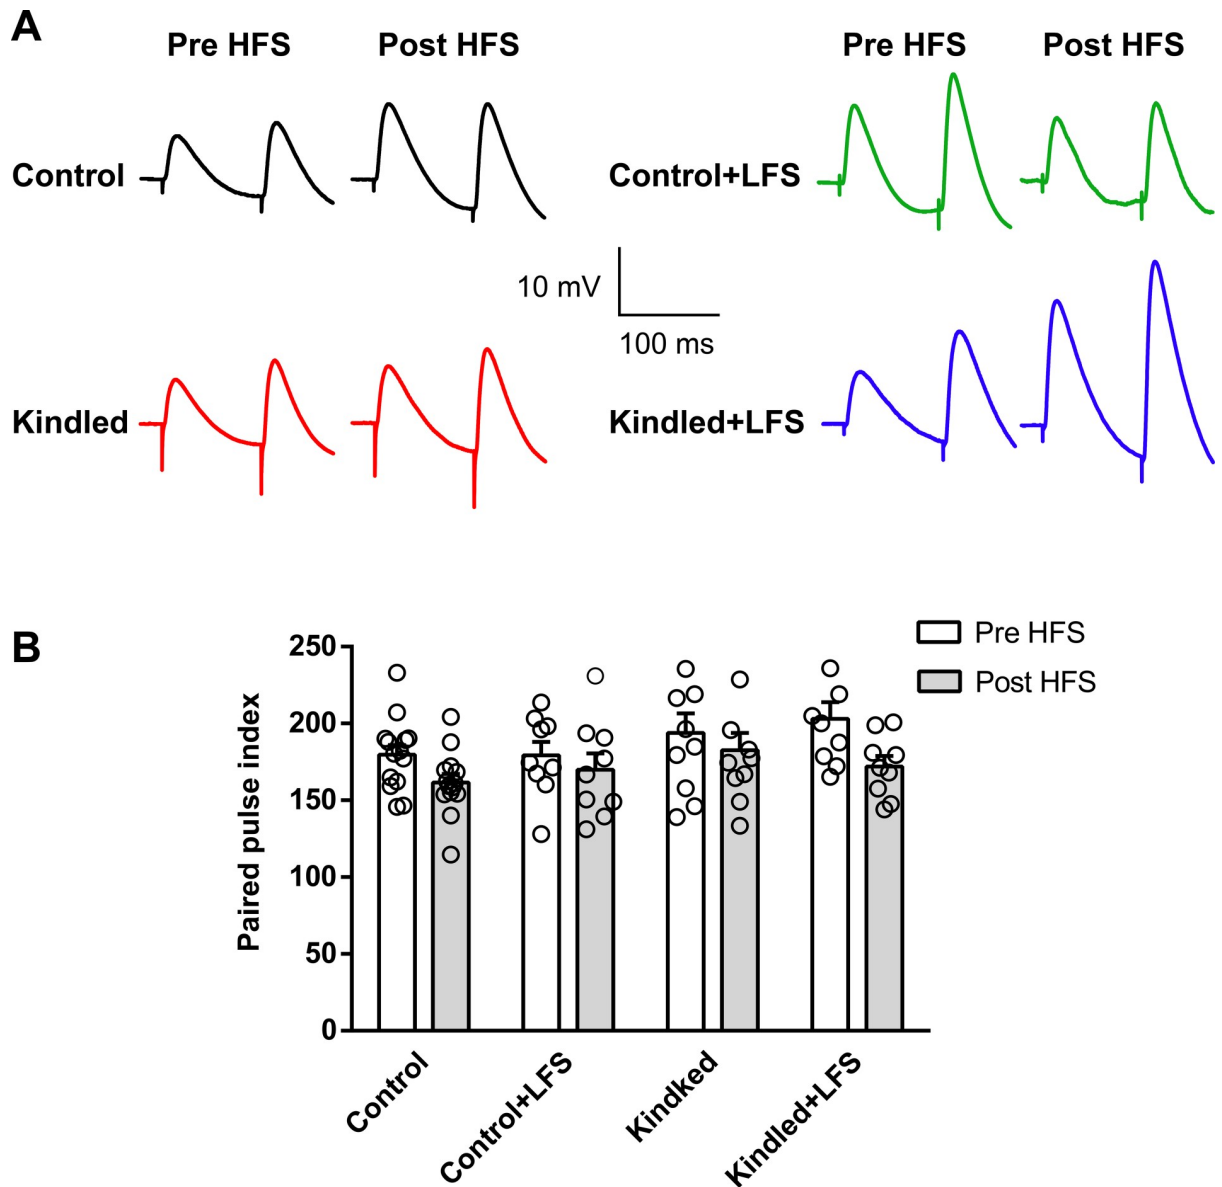 A
Pre HFS
Post HFS
Pre HFS
Post HFS
Control
Control+LFS
10 mV
100 ms
Kindled
Kindled+LFS
B
Pre HFS
Post HFS
Paired pulse index
250
200
150
100
50
0
Control
Control+LFS
Kindked
Kindled+LFS